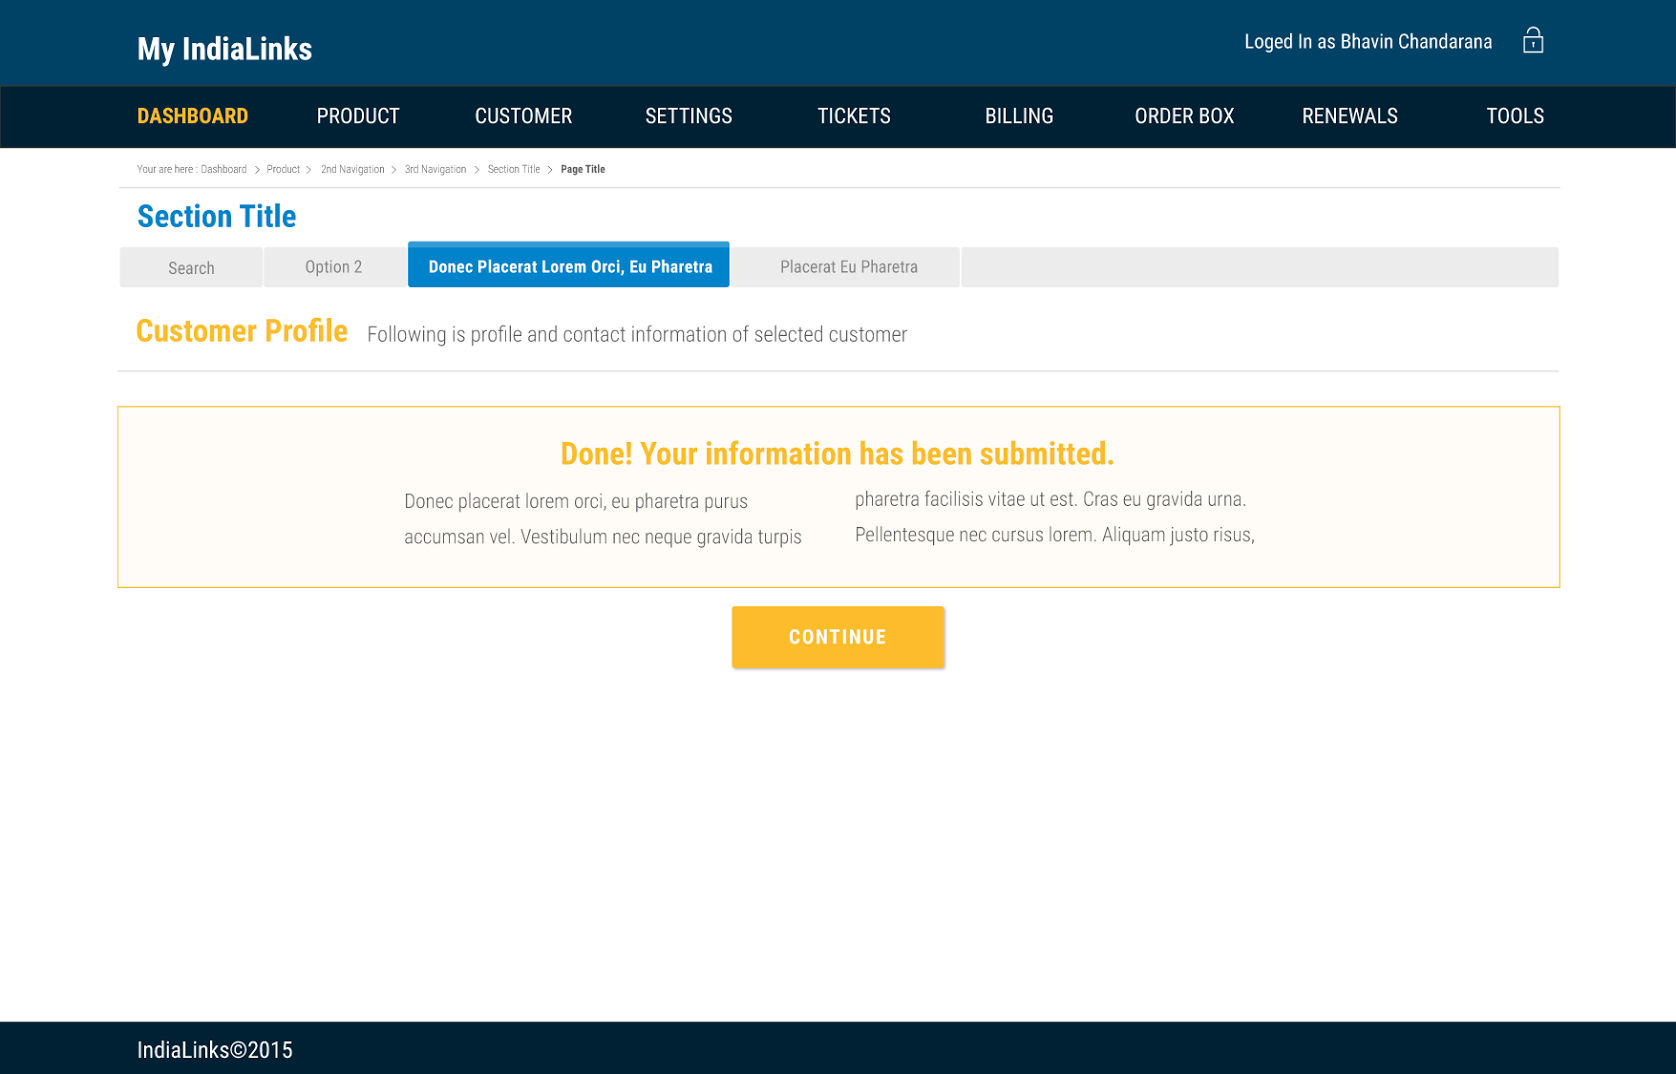 My IndiaLinks
Loged In as Bhavin Chandarana
DASHBOARD PRODUCT CUSTOMER SETTINGS TICKETS BILLING ORDER BOX RENEWALS TOOLS
Your are here : Dashboard > Product > 2nd Navigation > 3rd Navigation > Section Title > Page Title
Section Title
Search Option 2 Donec Placerat Lorem Orci, Eu Pharetra Placerat Eu Pharetra
Customer Profile Following is profile and contact information of selected customer
Done! Your information has been submitted.
Donec placerat lorem orci, eu pharetra purus
accumsan vel. Vestibulum nec neque gravida turpis
pharetra facilisis vitae ut est. Cras eu gravida urna.
Pellentesque nec cursus lorem. Aliquam justo risus,
CONTINUE
IndiaLinks©2015